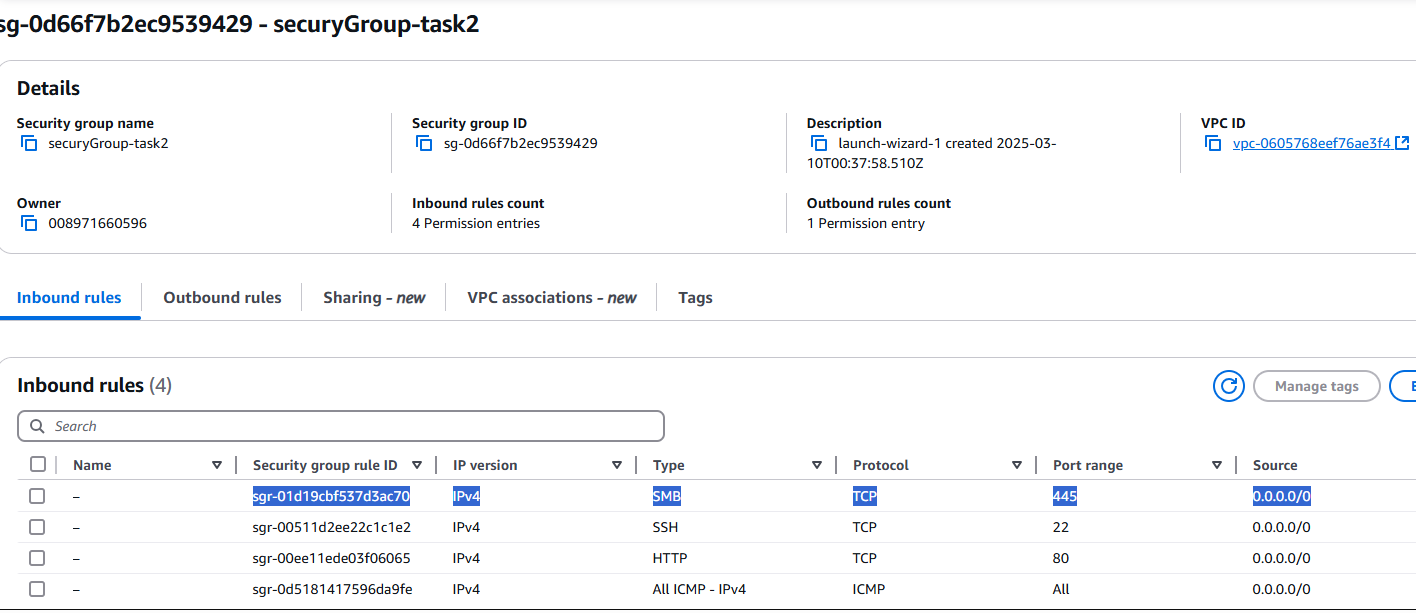 sg-0d66f7b2ec9539429 - securyGroup-task2
Details
Security group name
securyGroup-task2
Security group ID
sg-0d66f7b2ec9539429
Description
launch-wizard-1 created 2025-03-
10T00:37:58.510Z
VPC ID
vpc-0605768eef76ae3f4
Owner
008971660596
Inbound rules count
4 Permission entries
Outbound rules count
1 Permission entry
Inbound rules Outbound rules Sharing - new VPC associations - new Tags
Inbound rules (4)
Manage tags
Search
Name Security group rule ID IP version Type Protocol Port range Source
– sgr-01d19cbf537d3ac70 IPv4 SMB TCP 445 0.0.0.0/0
– sgr-00511d2ee22c1c1e2 IPv4 SSH TCP 22 0.0.0.0/0
– sgr-00ee11ede03f06065 IPv4 HTTP TCP 80 0.0.0.0/0
– sgr-0d5181417596da9fe IPv4 All ICMP - IPv4 ICMP All 0.0.0.0/0